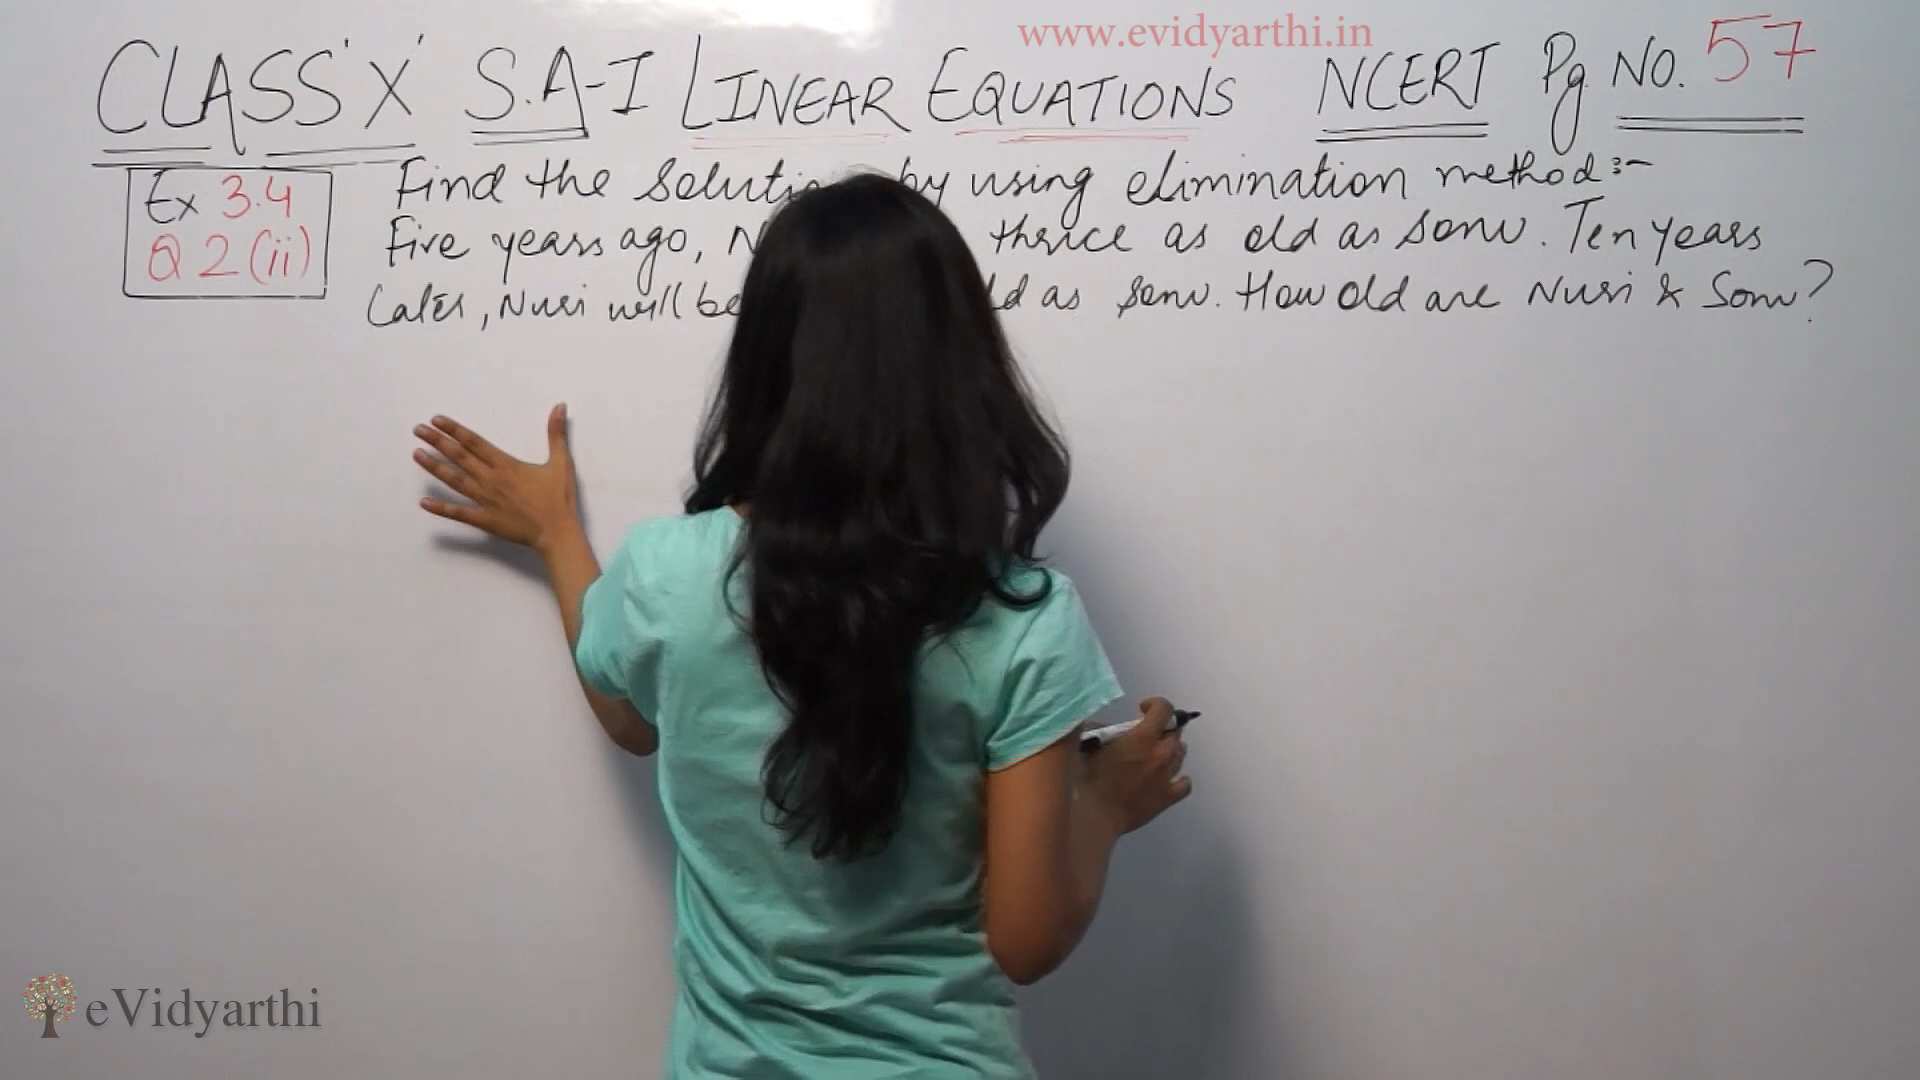 www.evidyarthi.in
CLASS 'X' S.A-I LINEAR EQUATIONS NCERT Pg NO. 57
Ex 3.4
Q 2 (ii)
Find the by using elimination method:-
Five years ago, thrice as old as sonu. Ten years
Later, Nuri will be as sonu. How old are Nuri & Sonu?
eVidyarthi